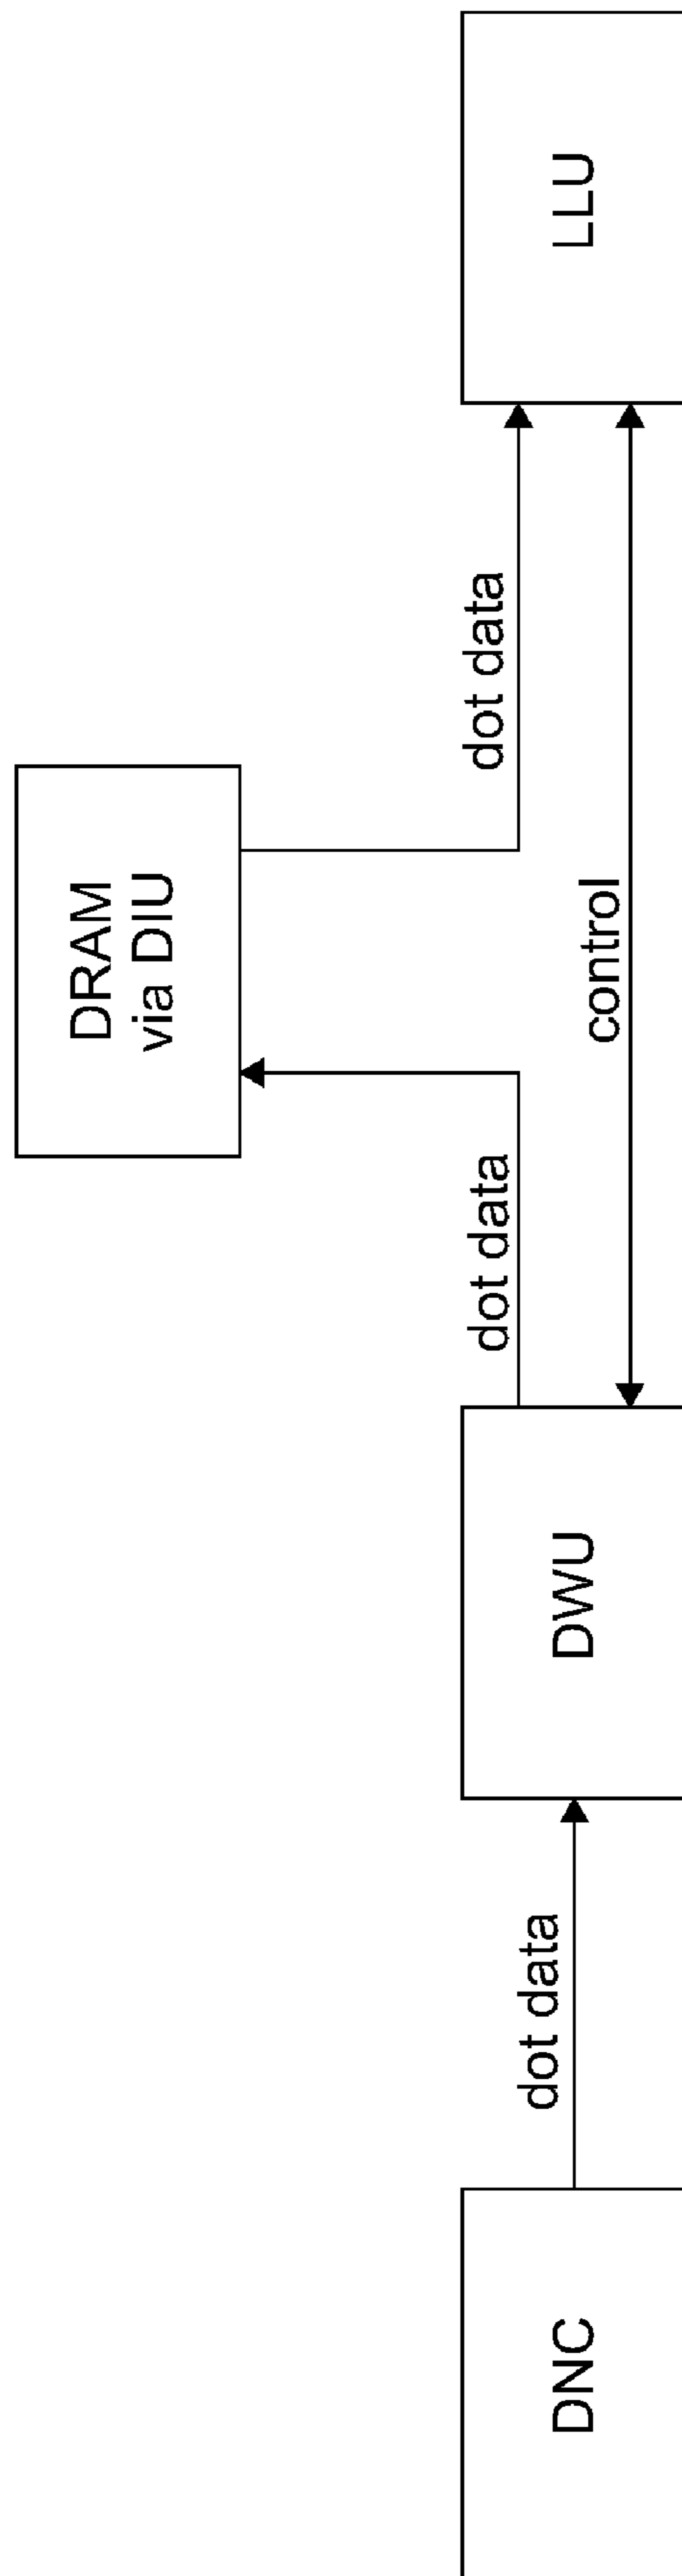 DRAM
via DIU
dot data
dot data
dot data
control
DNC
DWU
LLU